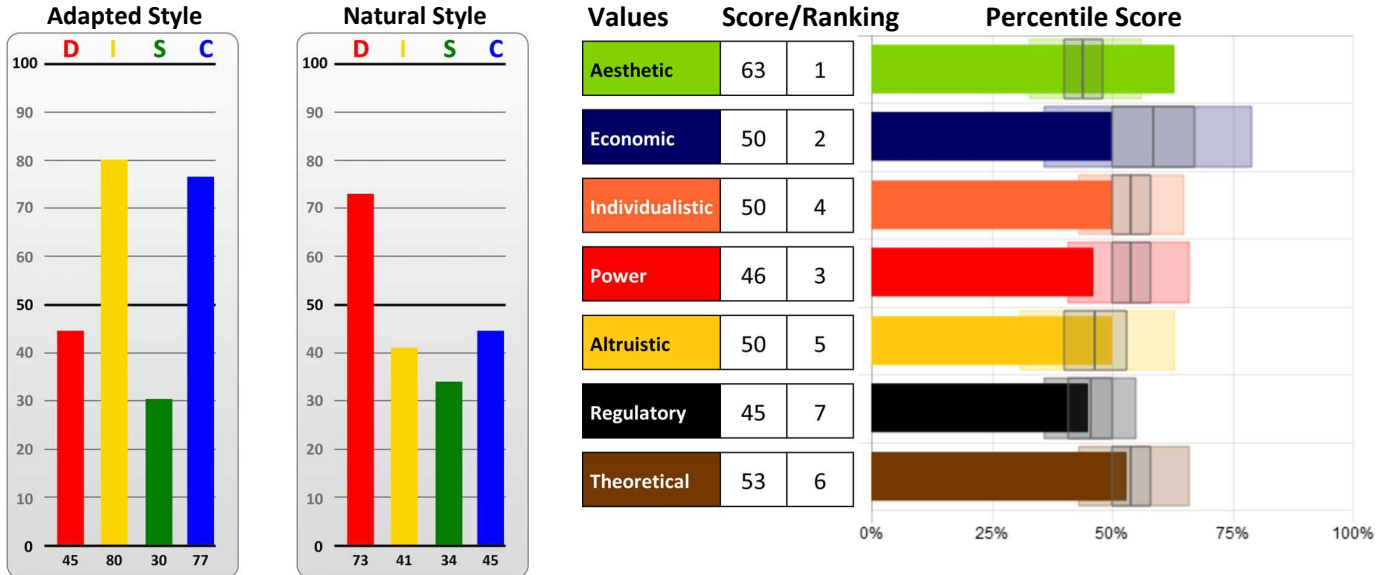 Adapted Style
D I S C
100
90
80
70
60
50
40
30
20
10
0
45 80 30 77
Natural Style
D I S C
100
90
80
70
60
50
40
30
20
10
0
73 41 34 45
Values Score/Ranking Percentile Score
Aesthetic 63 1
Economic 50 2
Individualistic 50 4
Power 46 3
Altruistic 50 5
Regulatory 45 7
Theoretical 53 6
0% 25% 50% 75% 100%